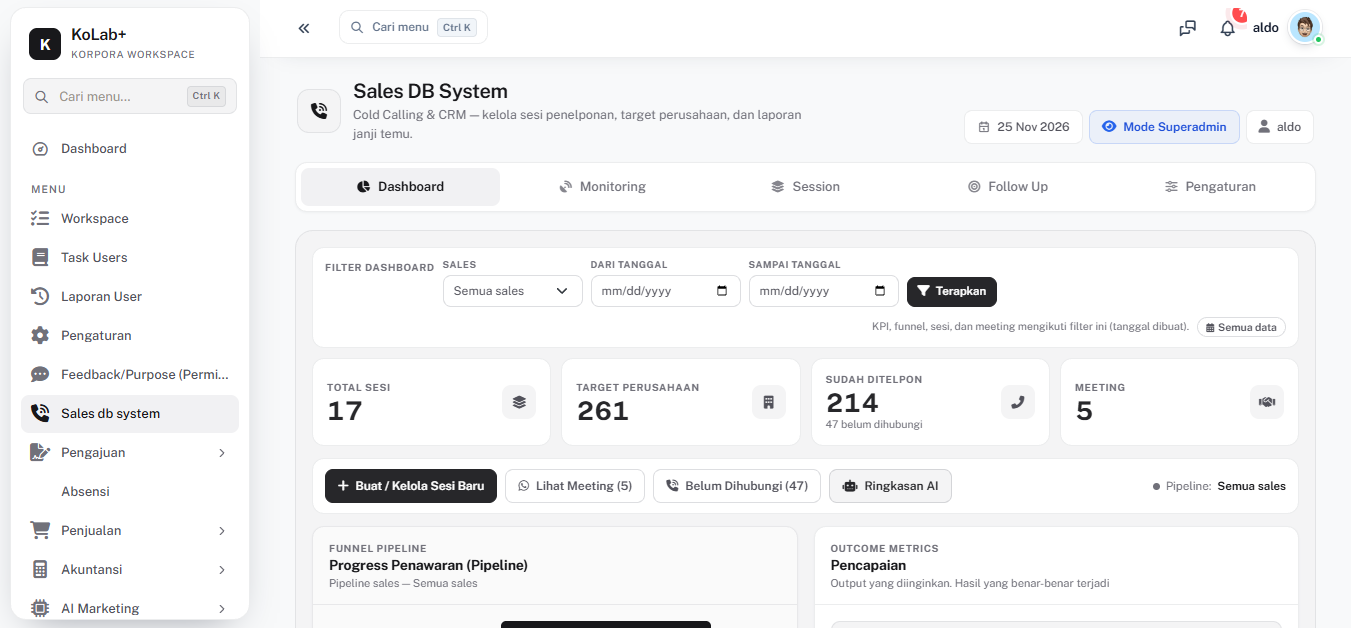 K
KoLab+
KORPORA WORKSPACE
Cari menu...
Ctrl K
Dashboard
MENU
Workspace
Task Users
Laporan User
Pengaturan
Feedback/Purpose (Permi...
Sales db system
Pengajuan
Absensi
Penjualan
Akuntansi
AI Marketing
Cari menu
Ctrl K
7
aldo
Sales DB System
Cold Calling & CRM — kelola sesi penelponan, target perusahaan, dan laporan
janji temu.
25 Nov 2026
Mode Superadmin
aldo
Dashboard
Monitoring
Session
Follow Up
Pengaturan
FILTER DASHBOARD
SALES
Semua sales
DARI TANGGAL
mm/dd/yyyy
SAMPAI TANGGAL
mm/dd/yyyy
Terapkan
KPI, funnel, sesi, dan meeting mengikuti filter ini (tanggal dibuat).
Semua data
TOTAL SESI
17
TARGET PERUSAHAAN
261
SUDAH DITELPON
214
47 belum dihubungi
MEETING
5
Buat / Kelola Sesi Baru
Lihat Meeting (5)
Belum Dihubungi (47)
Ringkasan AI
Pipeline: Semua sales
FUNNEL PIPELINE
Progress Penawaran (Pipeline)
Pipeline sales — Semua sales
OUTCOME METRICS
Pencapaian
Output yang diinginkan. Hasil yang benar-benar terjadi